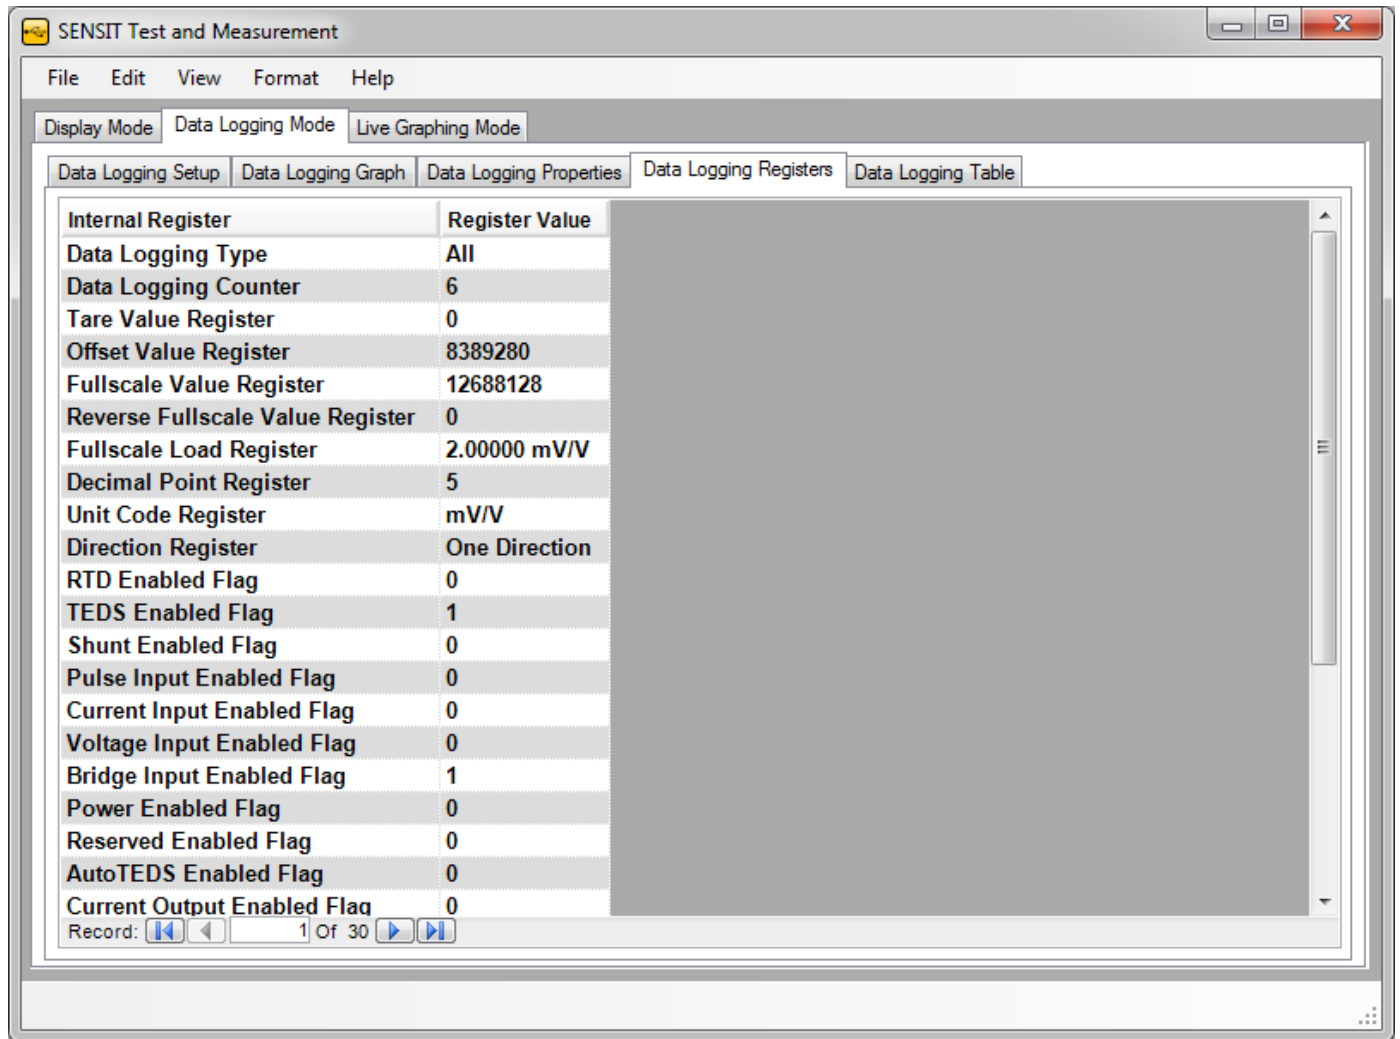 SENSIT Test and Measurement
File Edit View Format Help
Display Mode Data Logging Mode Live Graphing Mode
Data Logging Setup Data Logging Graph Data Logging Properties Data Logging Registers Data Logging Table
Internal Register Register Value
Data Logging Type All
Data Logging Counter 6
Tare Value Register 0
Offset Value Register 8389280
Fullscale Value Register 12688128
Reverse Fullscale Value Register 0
Fullscale Load Register 2.00000 mV/V
Decimal Point Register 5
Unit Code Register mV/V
Direction Register One Direction
RTD Enabled Flag 0
TEDS Enabled Flag 1
Shunt Enabled Flag 0
Pulse Input Enabled Flag 0
Current Input Enabled Flag 0
Voltage Input Enabled Flag 0
Bridge Input Enabled Flag 1
Power Enabled Flag 0
Reserved Enabled Flag 0
AutoTEDS Enabled Flag 0
Current Output Enabled Flag 0
Record: 1 Of 30